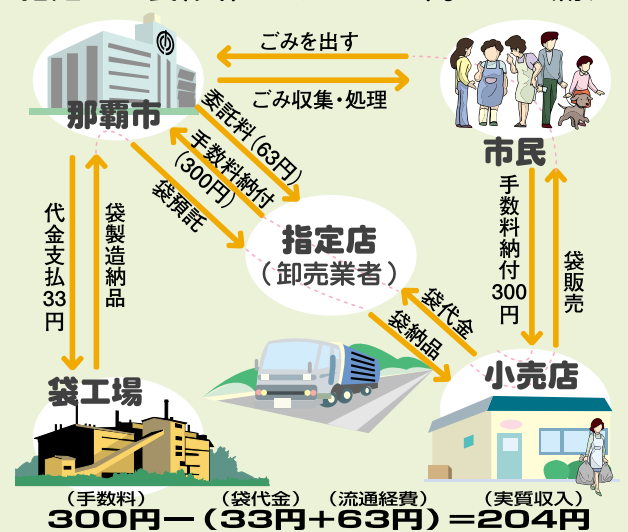 ごみを出す
ごみ収集・処理
那覇市
市民
委託料(63円)
手数料納付
(300円)
袋預託
代金支払33円
袋製造納品
指定店
(卸売業者)
手数料納付300円
袋販売
袋代金
袋納品
袋工場
小売店
(手数料) (袋代金) (流通経費) (実質収入)
300円ー(33円+63円)=204円